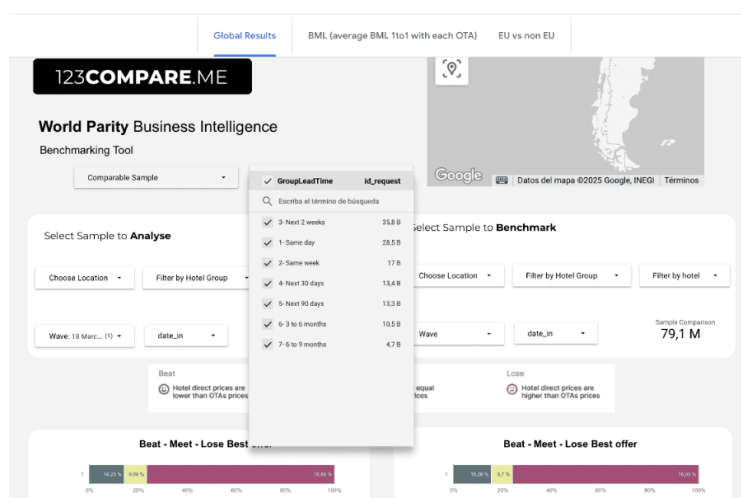 Global Results
BML (average BML 1to1 with each OTA)
EU vs non EU
123COMPARE.ME
World Parity Business Intelligence
Benchmarking Tool
Comparable Sample
Google
Datos del mapa ©2025 Google, INEGI
Términos
GroupLeadTime id_request
Escriba el término de búsqueda
3- Next 2 weeks 35,8 B
1- Same day 28,5 B
2- Same week 17 B
4- Next 30 days 13,4 B
5- Next 90 days 13,3 B
6- 3 to 6 months 10,5 B
7- 6 to 9 months 4,7 B
Select Sample to Analyse
Choose Location
Filter by Hotel Group
Wave: 18 Marc... (1)
date_in
Select Sample to Benchmark
Choose Location
Filter by Hotel Group
Filter by hotel
Wave
date_in
Sample Comparison
79,1 M
Beat
Hotel direct prices are
lower than OTAs prices
equal
Lose
Hotel direct prices are
higher than OTAs prices
Beat - Meet - Lose Best
1
0% 20% 40% 60% 80% 100%
Beat - Meet - Lose Best offer
1
0% 20% 40% 60% 80% 100%